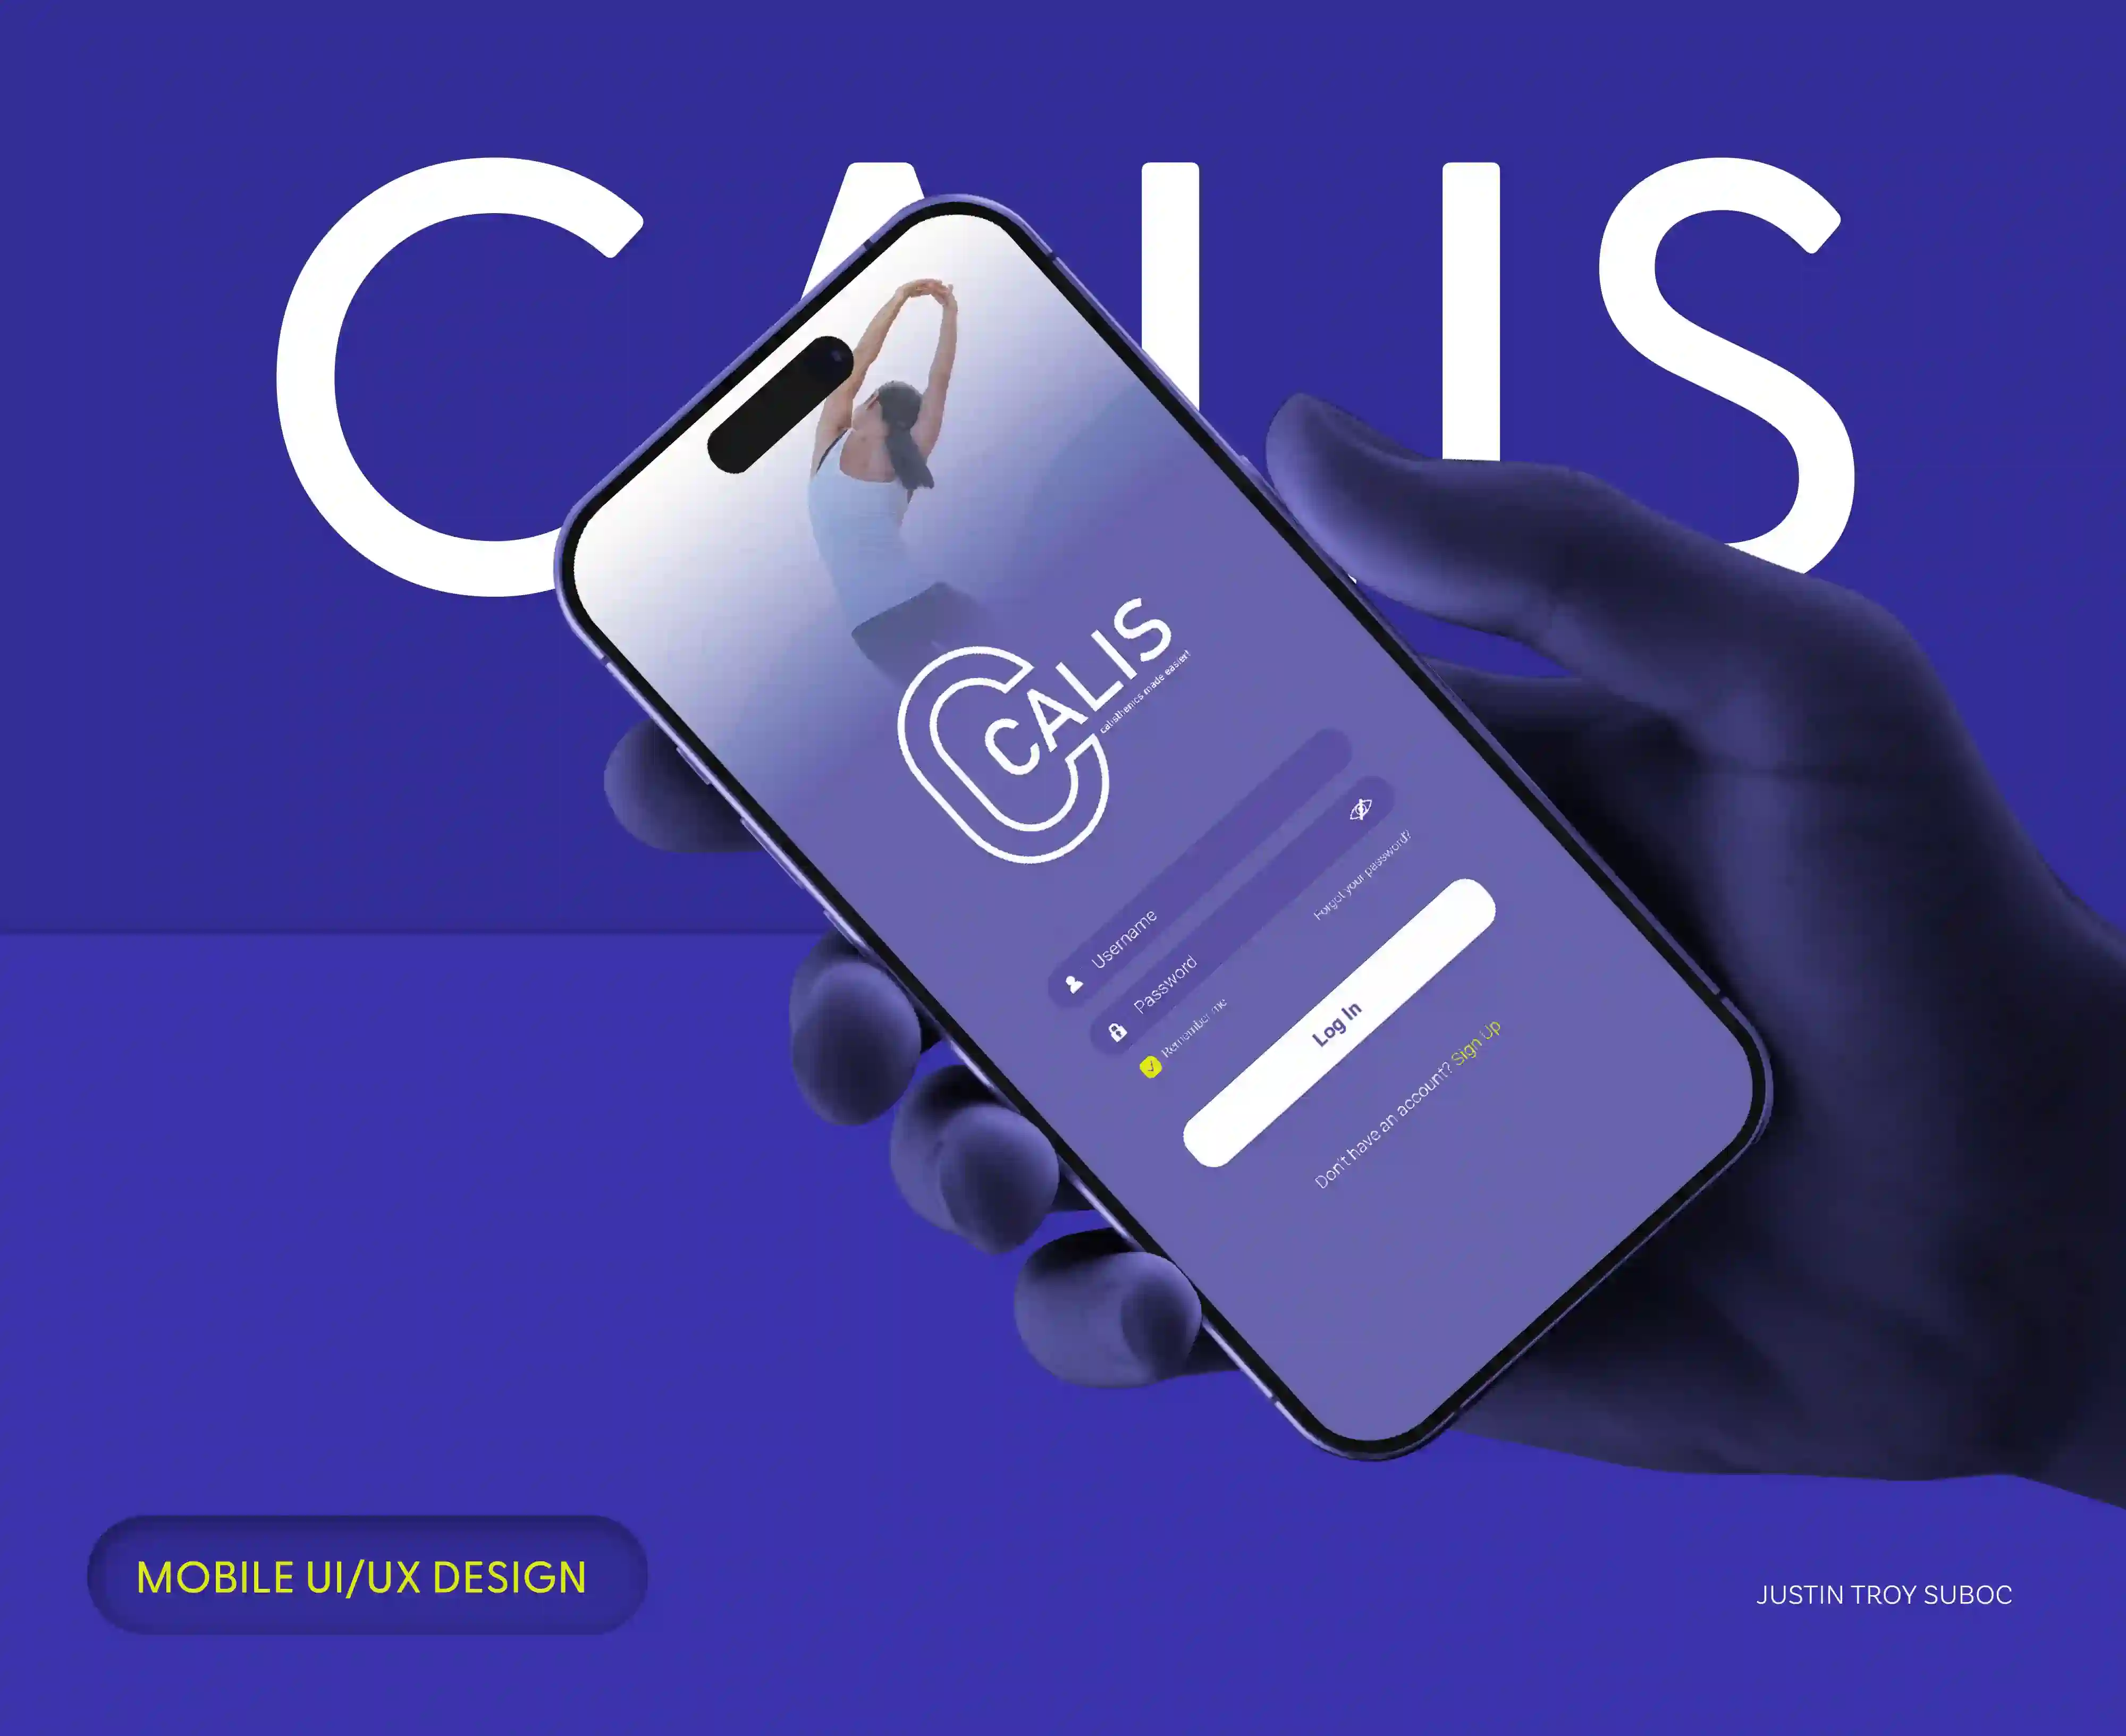 CALIS
CALIS
calisthenics made easier!
Username
Password
Remember me
Forgot your password?
Log In
Don't have an account? Sign Up
MOBILE UI/UX DESIGN
JUSTIN TROY SUBOC